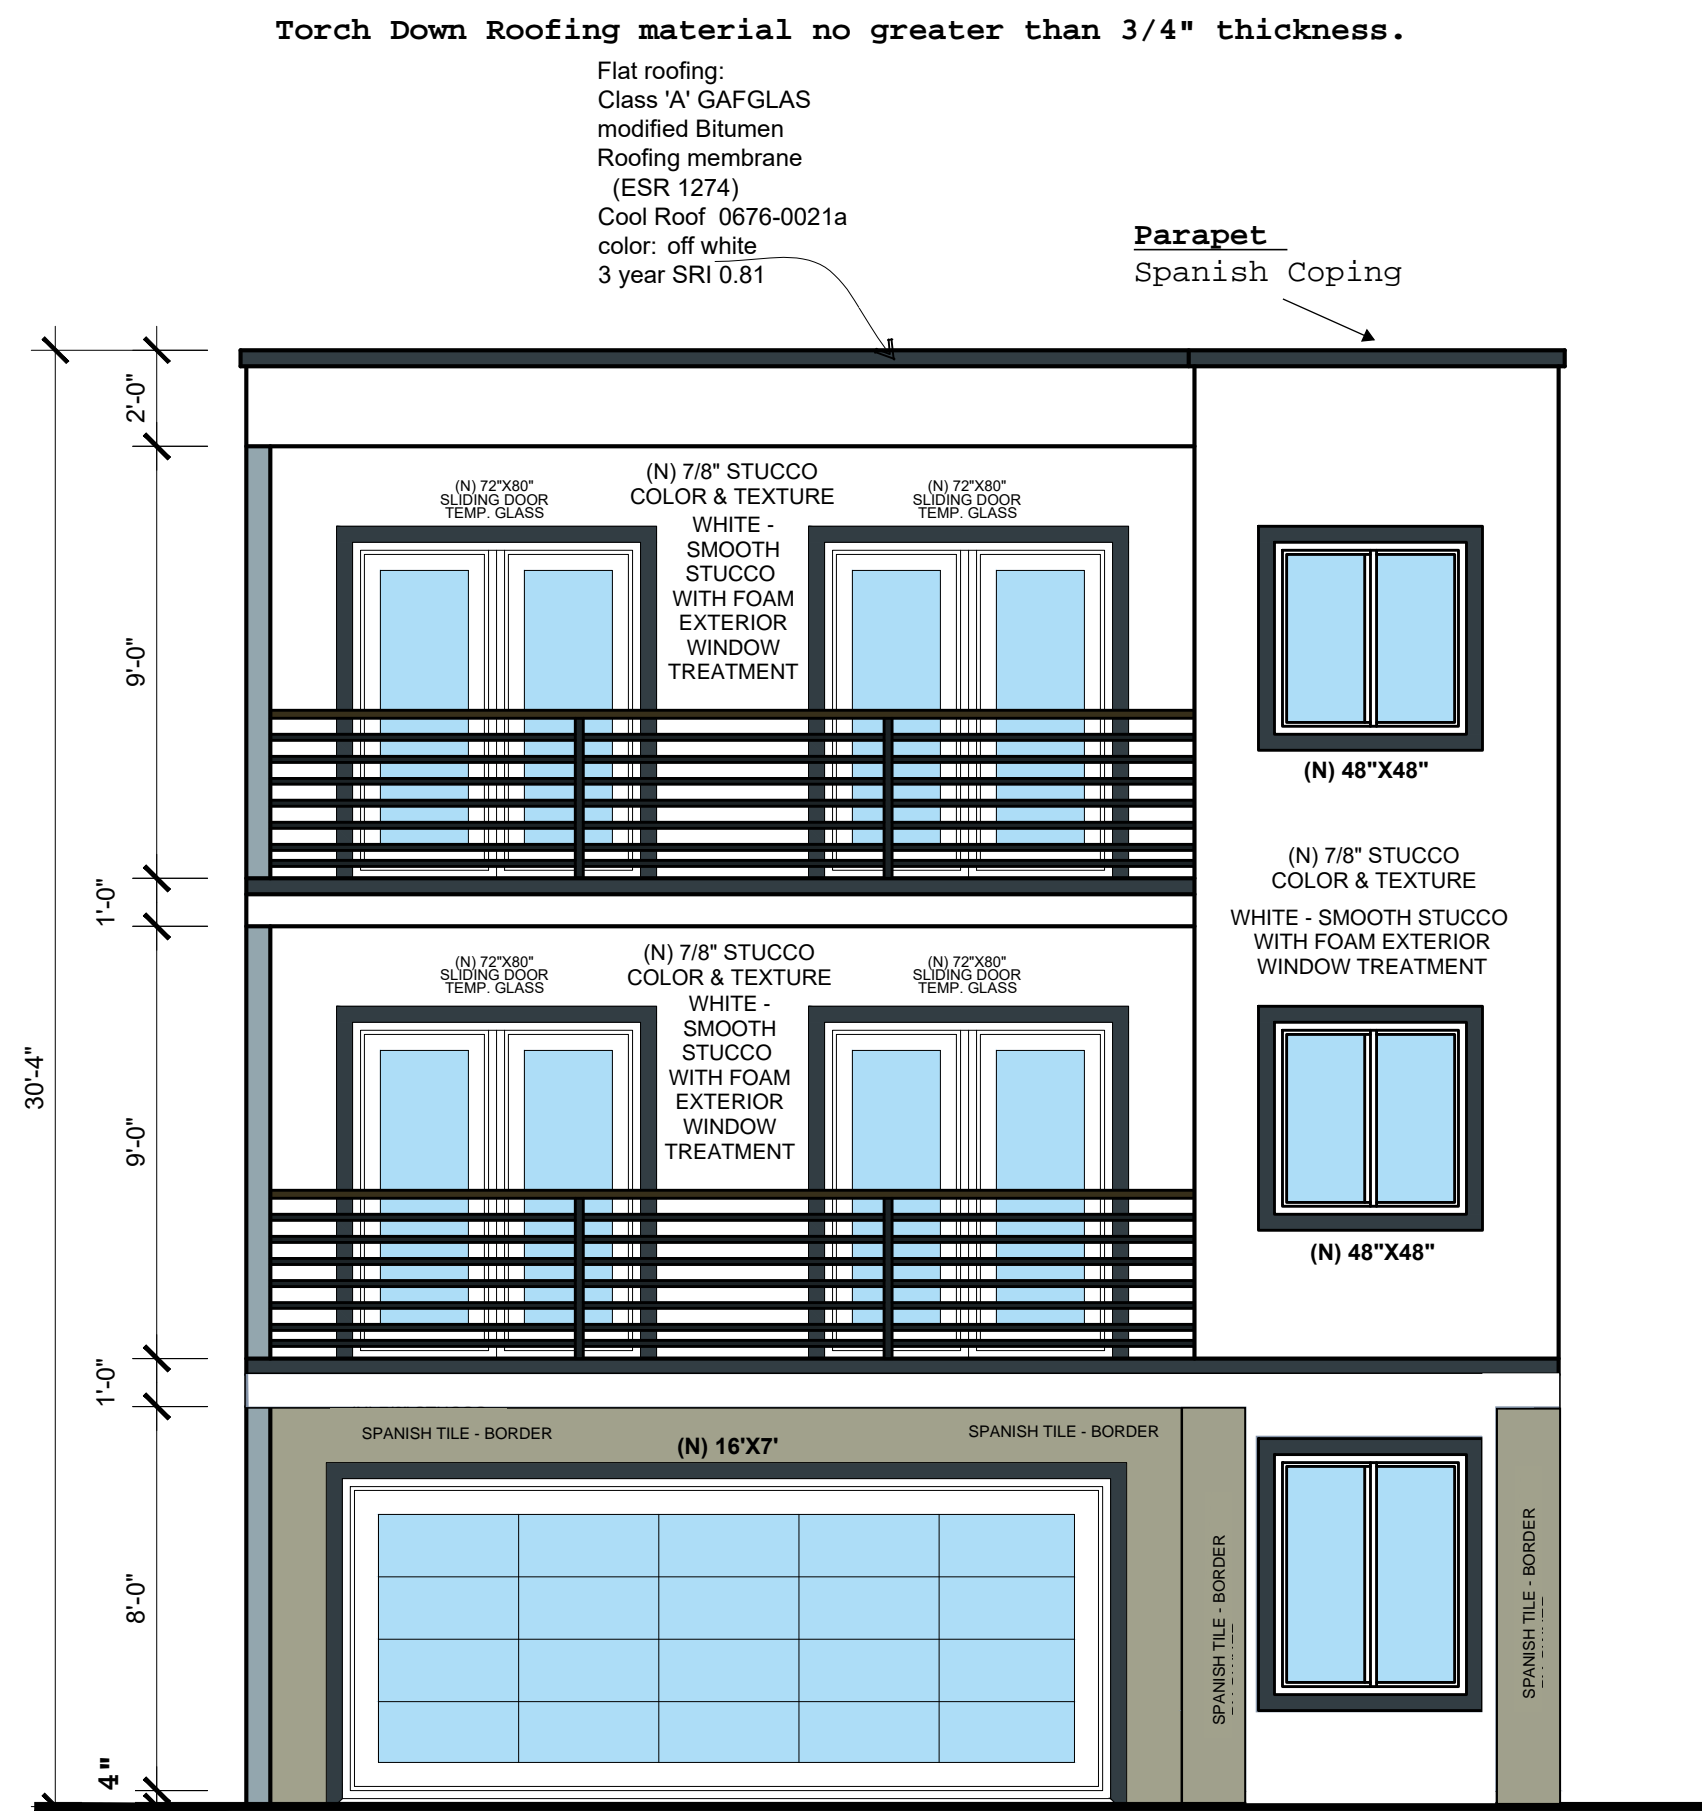 Torch Down Roofing material no greater than 3/4" thickness.
Flat roofing:
Class 'A' GAFGLAS
modified Bitumen
Roofing membrane
(ESR 1274)
Cool Roof 0676-0021a
color: off white
3 year SRI 0.81
Parapet
Spanish Coping
2'-0"
9'-0"
1'-0"
9'-0"
1'-0"
8'-0"
4"
30'-4"
(N) 72"X80"
SLIDING DOOR
TEMP. GLASS
(N) 7/8" STUCCO
COLOR & TEXTURE
WHITE -
SMOOTH
STUCCO
WITH FOAM
EXTERIOR
WINDOW
TREATMENT
(N) 72"X80"
SLIDING DOOR
TEMP. GLASS
(N) 48"X48"
(N) 7/8" STUCCO
COLOR & TEXTURE
WHITE - SMOOTH STUCCO
WITH FOAM EXTERIOR
WINDOW TREATMENT
(N) 72"X80"
SLIDING DOOR
TEMP. GLASS
(N) 7/8" STUCCO
COLOR & TEXTURE
WHITE -
SMOOTH
STUCCO
WITH FOAM
EXTERIOR
WINDOW
TREATMENT
(N) 72"X80"
SLIDING DOOR
TEMP. GLASS
(N) 48"X48"
SPANISH TILE - BORDER
(N) 16'X7'
SPANISH TILE - BORDER
SPANISH TILE - BORDER
SPANISH TILE - BORDER